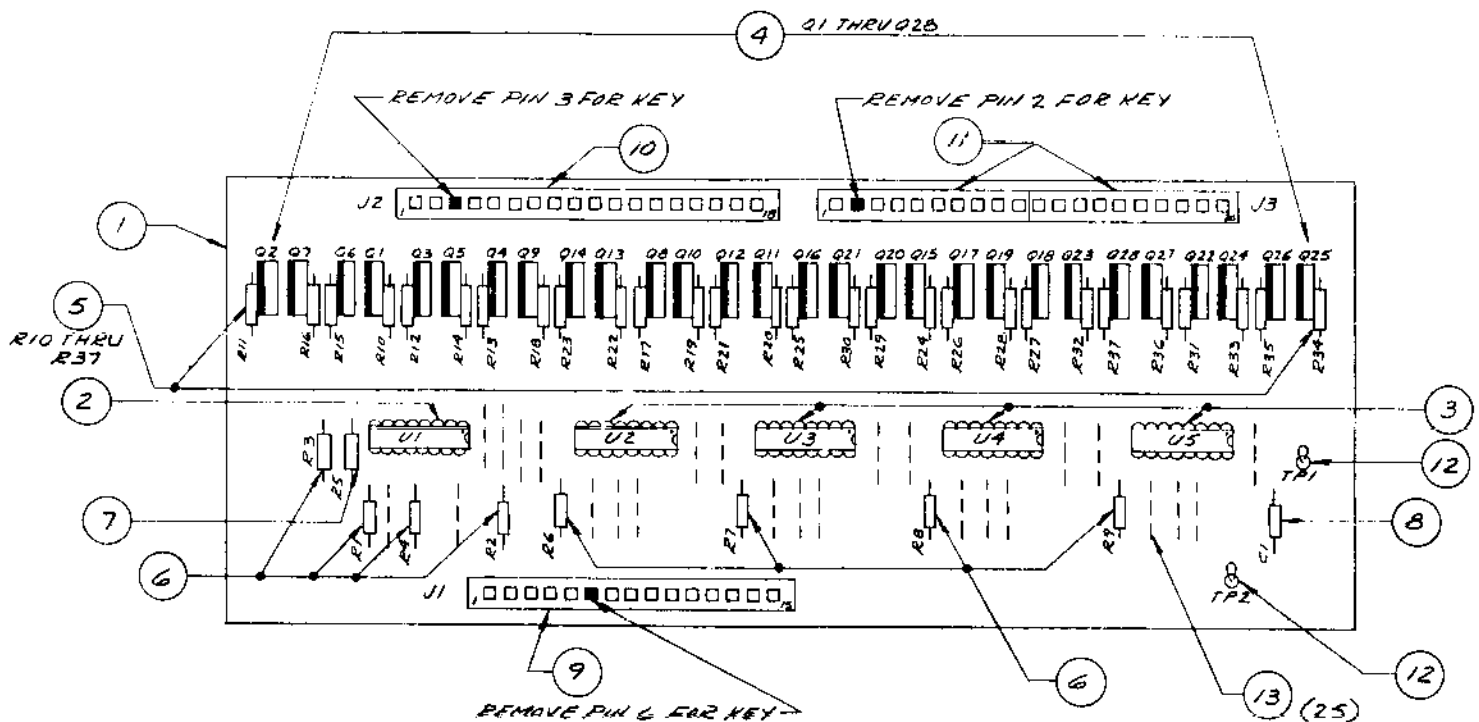 4 Q1 THRU Q28
REMOVE PIN 3 FOR KEY
REMOVE PIN 2 FOR KEY
10
11
J2 1 18
1 20 J3
1
Q2 Q7 Q6 Q1 Q3 Q5 Q4 Q9 Q14 Q13 Q8 Q10 Q12 Q11 Q16 Q21 Q20 Q15 Q17 Q19 Q18 Q23 Q28 Q27 Q22 Q24 Q26 Q25
5
R10 THRU
R37
R11 R16 R15 R10 R12 R14 R13 R18 R23 R22 R17 R19 R21 R20 R25 R30 R29 R24 R26 R28 R27 R32 R37 R36 R31 R33 R35 R34
2
3
U1 U2 U3 U4 U5
R3
R5
TP1
12
7
R1 R4 R2 R6 R7 R8 R9 C1
8
6
J1 1 15
TP2
9
6
13 (25)
12
REMOVE PIN 6 FOR KEY